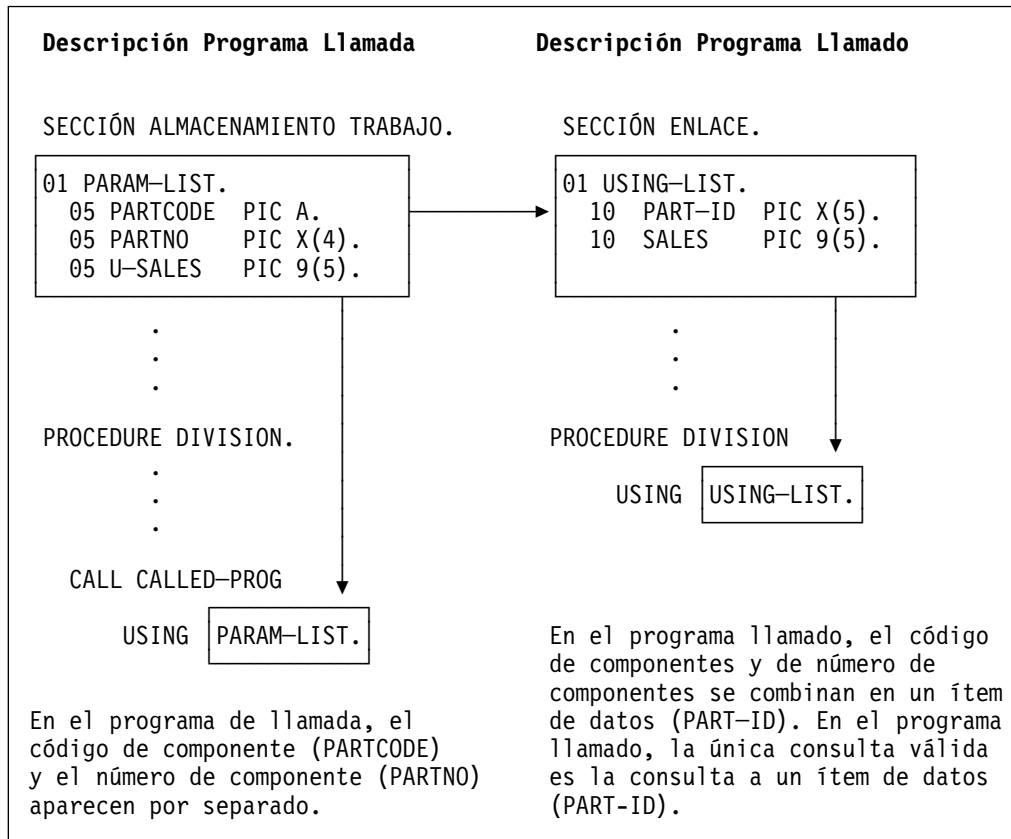 Descripción Programa Llamada
SECCIÓN ALMACENAMIENTO TRABAJO.
01 PARAM—LIST.
05 PARTCODE PIC A.
05 PARTNO PIC X(4).
05 U—SALES PIC 9(5).
.
.
.
PROCEDURE DIVISION.
.
.
.
CALL CALLED—PROG
USING PARAM—LIST.
En el programa de llamada, el
código de componente (PARTCODE)
y el número de componente (PARTNO)
aparecen por separado.
Descripción Programa Llamado
SECCIÓN ENLACE.
01 USING—LIST.
10 PART—ID PIC X(5).
10 SALES PIC 9(5).
.
.
.
PROCEDURE DIVISION
USING USING—LIST.
En el programa llamado, el código
de componentes y de número de
componentes se combinan en un ítem
de datos (PART—ID). En el programa
llamado, la única consulta válida
es la consulta a un ítem de datos
(PART-ID).